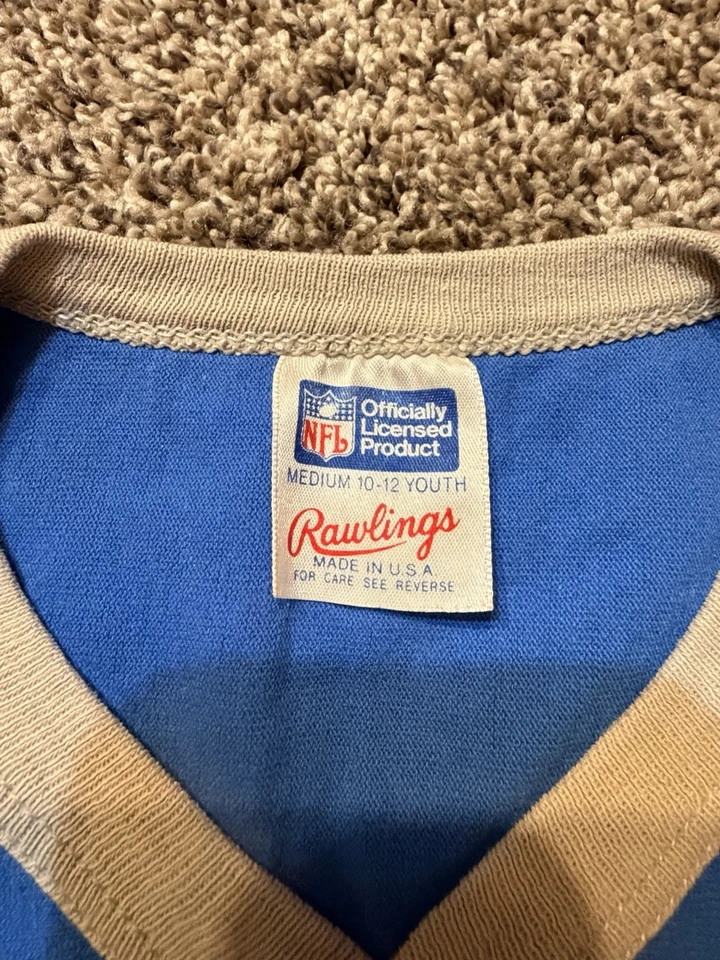 NFL
Officially
Licensed
Product
MEDIUM 10-12 YOUTH
Rawlings
MADE IN U.S.A
FOR CARE SEE REVERSE